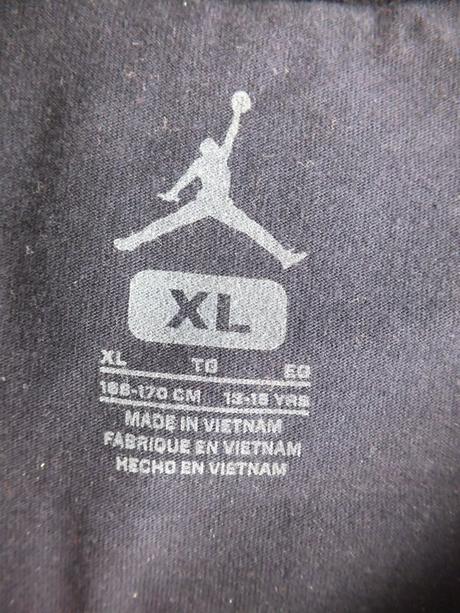 XL
XL TG EG
158-170 CM 13-15 YRS
MADE IN VIETNAM
FABRIQUE EN VIETNAM
HECHO EN VIETNAM